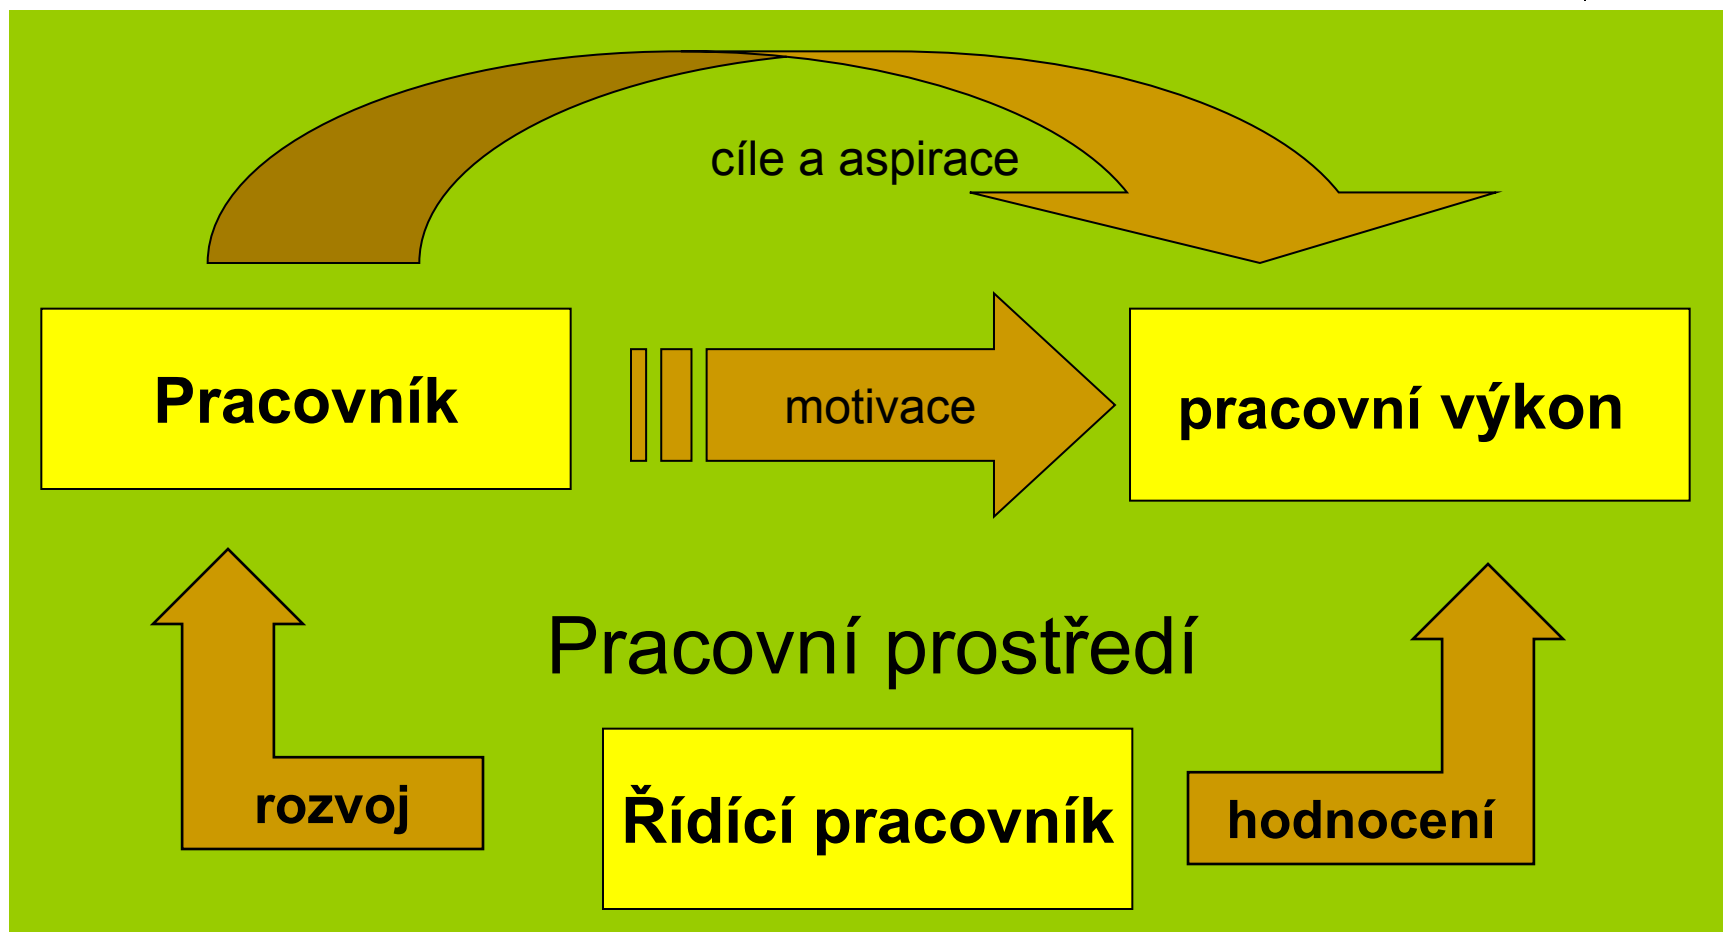 cíle a aspirace
Pracovník
motivace
pracovní výkon
Pracovní prostředí
rozvoj
Řídící pracovník
hodnocení